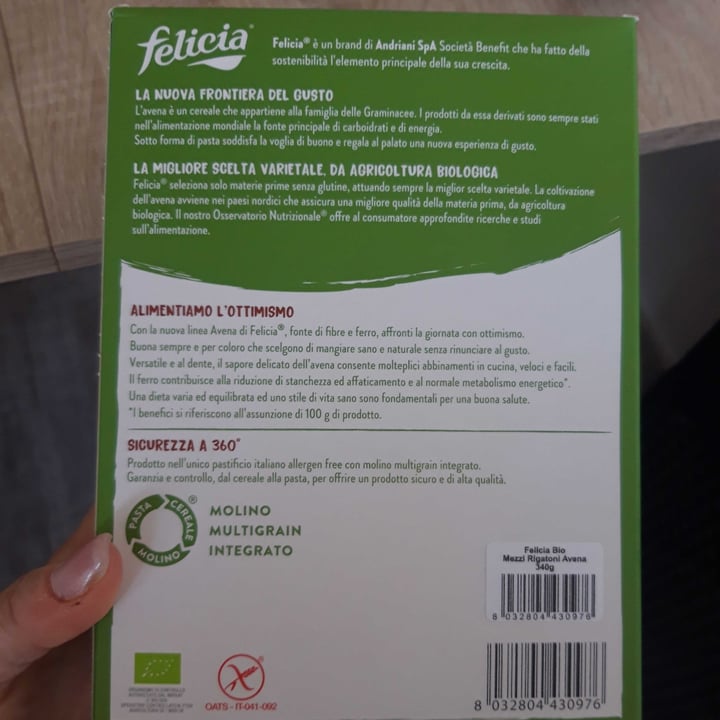 felicia®
Felicia® è un brand di Andriani SpA Società Benefit che ha fatto della
sostenibilità l'elemento principale della sua crescita.
LA NUOVA FRONTIERA DEL GUSTO
L'avena è un cereale che appartiene alla famiglia delle Graminacee. I prodotti da essa derivati sono sempre stati
nell'alimentazione mondiale la fonte principale di carboidrati e di energia.
Sotto forma di pasta soddisfa la voglia di buono e regala al palato una nuova esperienza di gusto.
LA MIGLIORE SCELTA VARIETALE, DA AGRICOLTURA BIOLOGICA
Felicia® seleziona solo materie prime senza glutine, attuando sempre la miglior scelta varietale. La coltivazione
dell'avena avviene nei paesi nordici che assicura una migliore qualità della materia prima, da agricoltura
biologica. Il nostro Osservatorio Nutrizionale® offre al consumatore approfondite ricerche e studi
sull'alimentazione.
ALIMENTIAMO L'OTTIMISMO
Con la nuova linea Avena di Felicia®, fonte di fibre e ferro, affronti la giornata con ottimismo.
Buona sempre e per coloro che scelgono di mangiare sano e naturale senza rinunciare al gusto.
Versatile e al dente, il sapore delicato dell'avena consente molteplici abbinamenti in cucina, veloci e facili.
Il ferro contribuisce alla riduzione di stanchezza ed affaticamento e al normale metabolismo energetico*.
Una dieta varia ed equilibrata ed uno stile di vita sano sono fondamentali per una buona salute.
*I benefici si riferiscono all'assunzione di 100 g di prodotto.
SICUREZZA A 360°
Prodotto nell'unico pastificio italiano allergen free con molino multigrain integrato.
Garanzia e controllo, dal cereale alla pasta, per offrire un prodotto sicuro e di alta qualità.
PASTA CEREALE MOLINO ®
MOLINO
MULTIGRAIN
INTEGRATO
Felicia Bio
Mezzi Rigatoni Avena
340g
8 032804 430976
OATS - IT-041-092
8 032804 430976